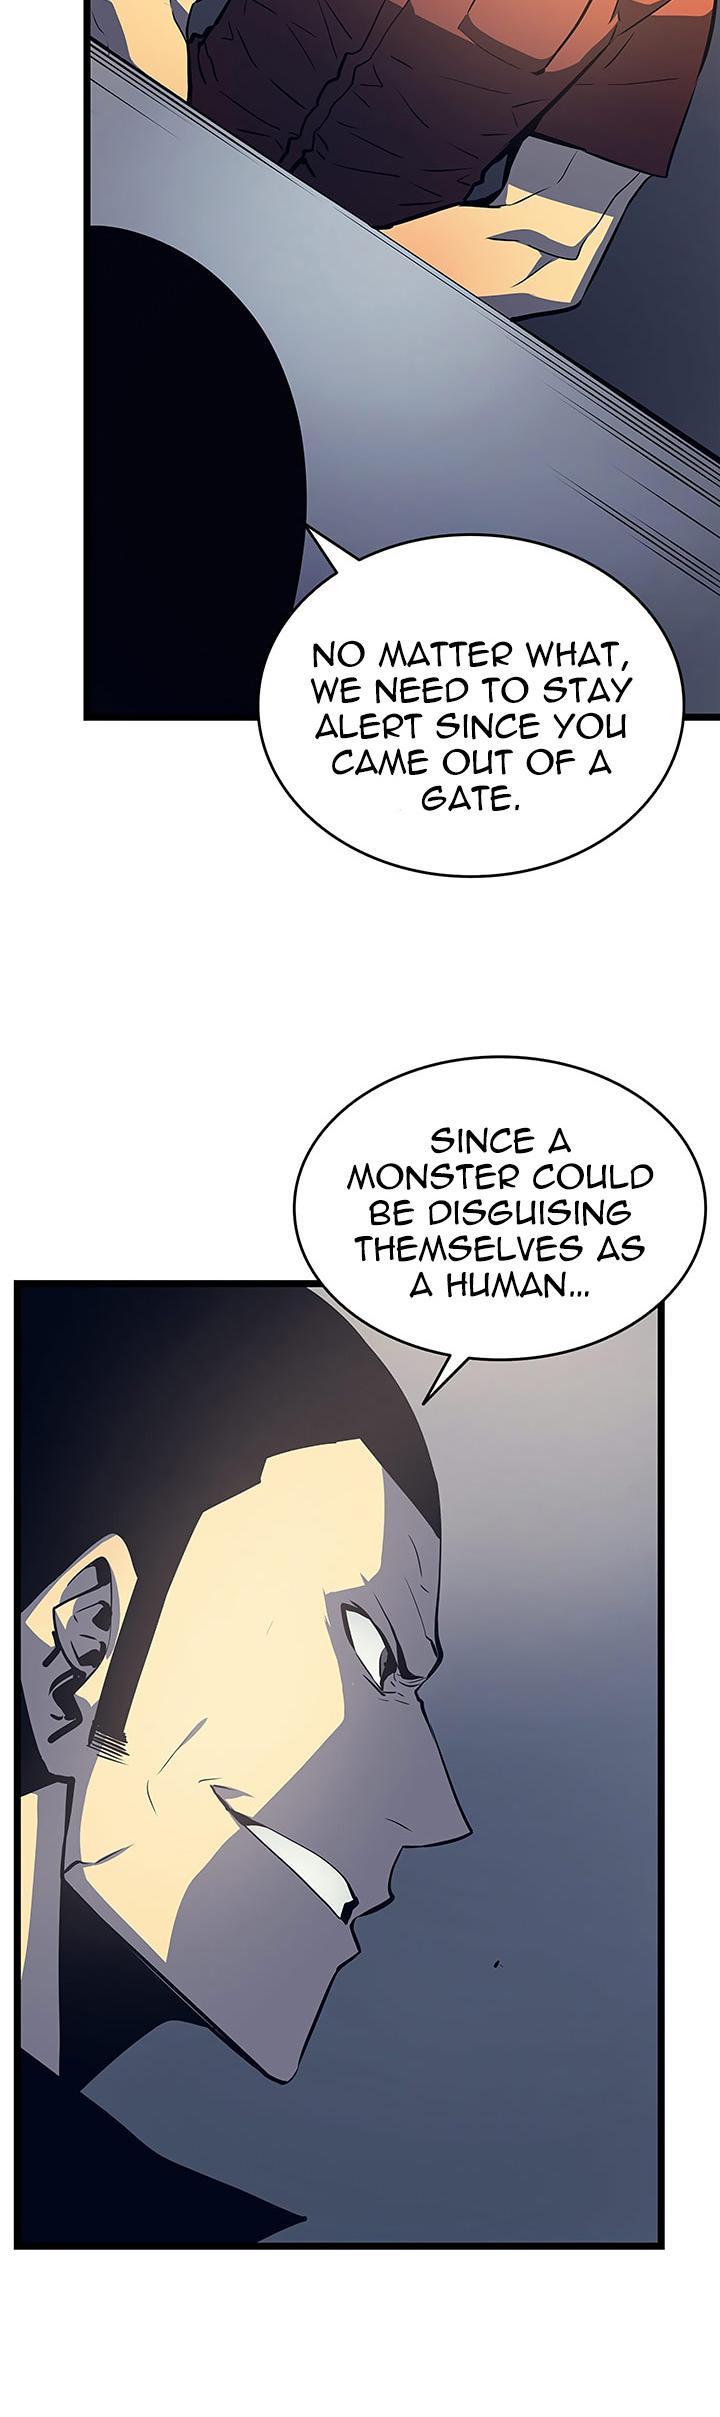 NO MATTER WHAT,
WE NEED TO STAY
ALERT SINCE YOU
CAME OUT OF A
GATE.
SINCE A
MONSTER COULD
BE DISGUISING
THEMSELVES AS
A HUMAN...